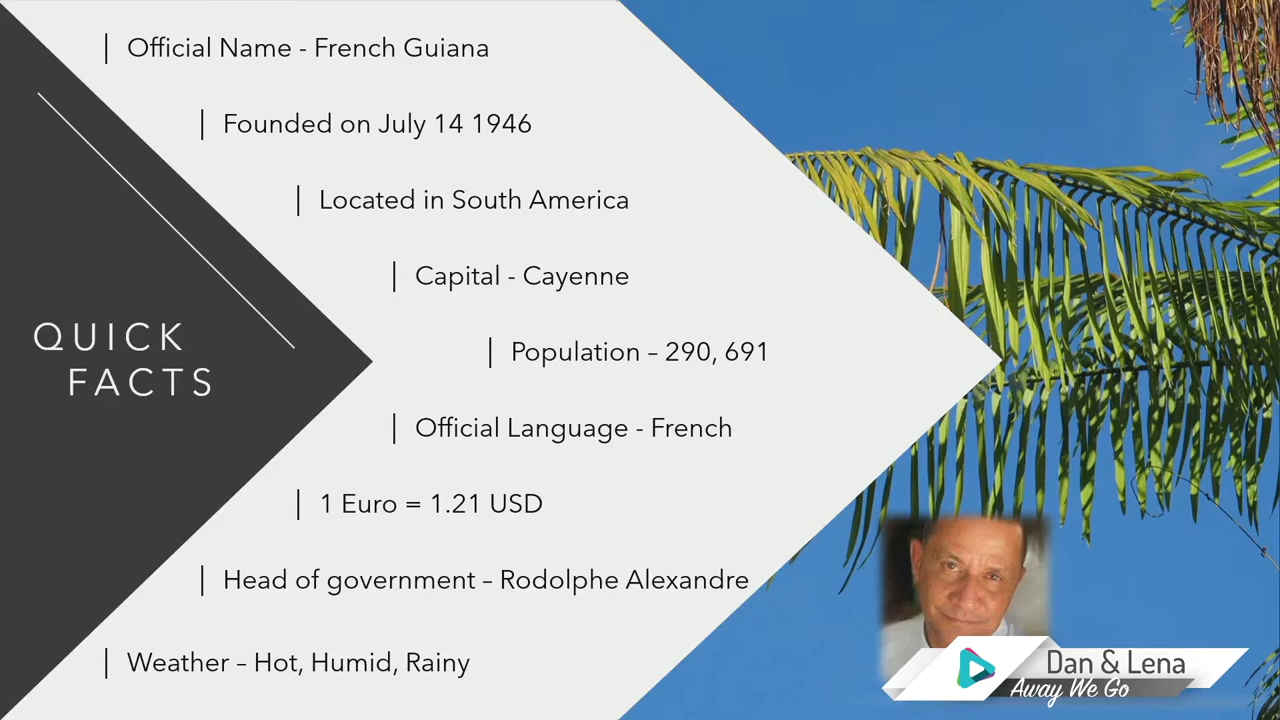 Official Name - French Guiana
Founded on July 14 1946
Located in South America
Capital - Cayenne
QUICK
FACTS
Population – 290, 691
Official Language - French
1 Euro = 1.21 USD
Head of government – Rodolphe Alexandre
Weather – Hot, Humid, Rainy
Dan & Lena
Away We Go